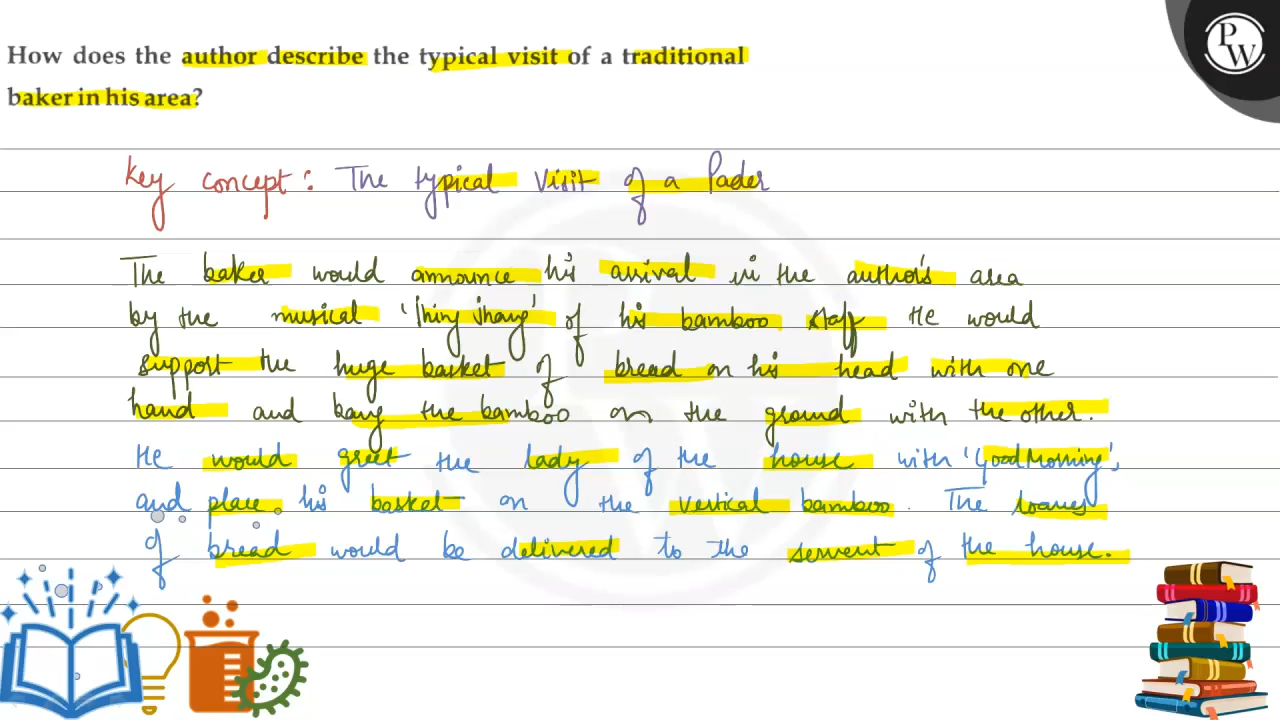 How does the author describe the typical visit of a traditional
baker in his area?
PW
Key concept: The typical visit of a Pader
The baker would announce his arrival in the author's area
by the musical 'Jhing Jhang' of his bamboo staff He would
support the huge basket of bread on his head with one
hand and bang the bamboo on the ground with the other.
He would greet the lady of the house with 'Good Morning',
and place his basket on the vertical bamboo. The loaves
of bread would be delivered to the servent of the house.